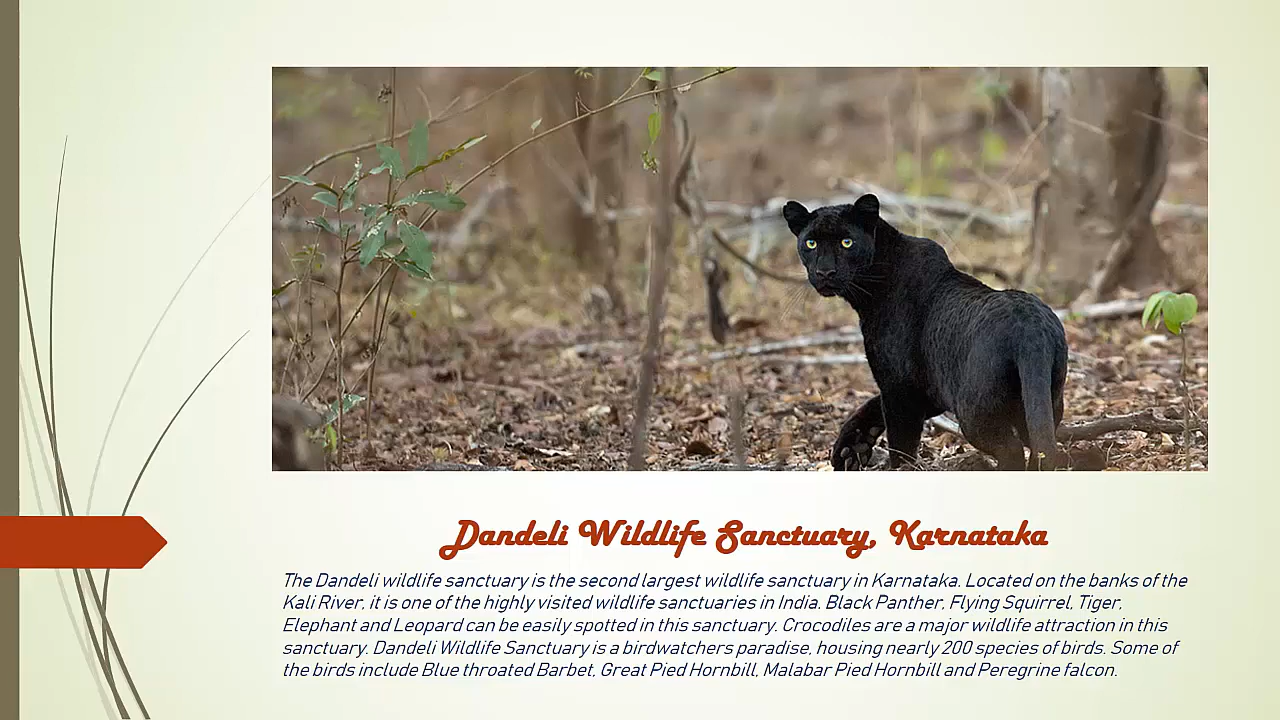 Dandeli Wildlife Sanctuary, Karnataka
The Dandeli wildlife sanctuary is the second largest wildlife sanctuary in Karnataka. Located on the banks of the
Kali River, it is one of the highly visited wildlife sanctuaries in India. Black Panther, Flying Squirrel, Tiger,
Elephant and Leopard can be easily spotted in this sanctuary. Crocodiles are a major wildlife attraction in this
sanctuary. Dandeli Wildlife Sanctuary is a birdwatchers paradise, housing nearly 200 species of birds. Some of
the birds include Blue throated Barbet, Great Pied Hornbill, Malabar Pied Hornbill and Peregrine falcon.